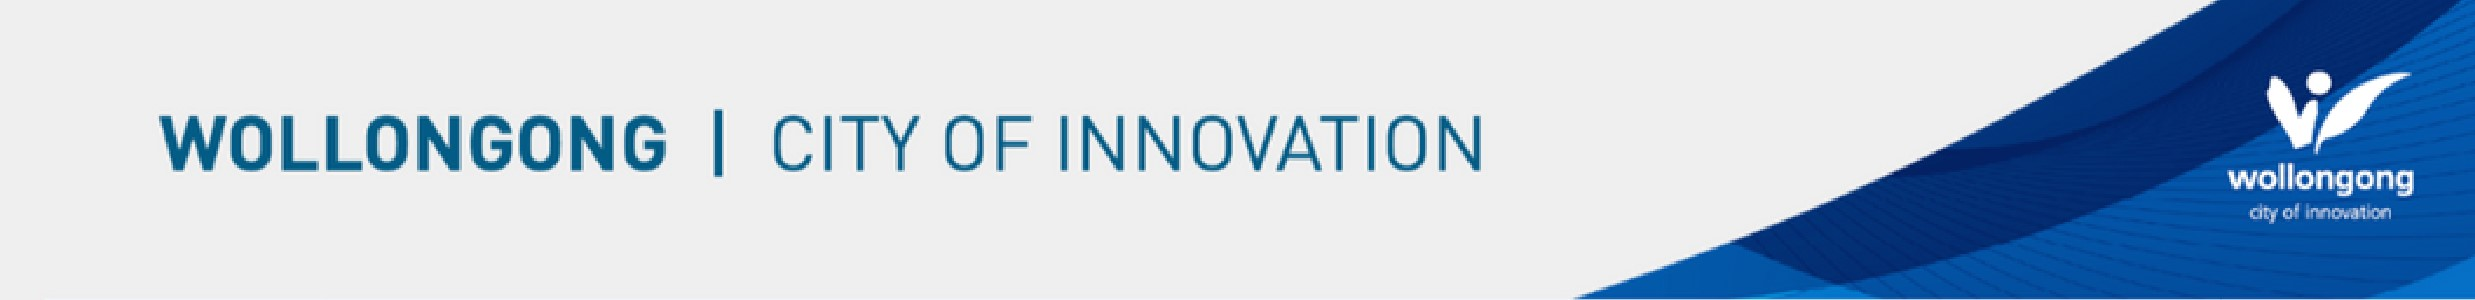 WOLLONGONG | CITY OF INNOVATION
wollongong
city of innovation